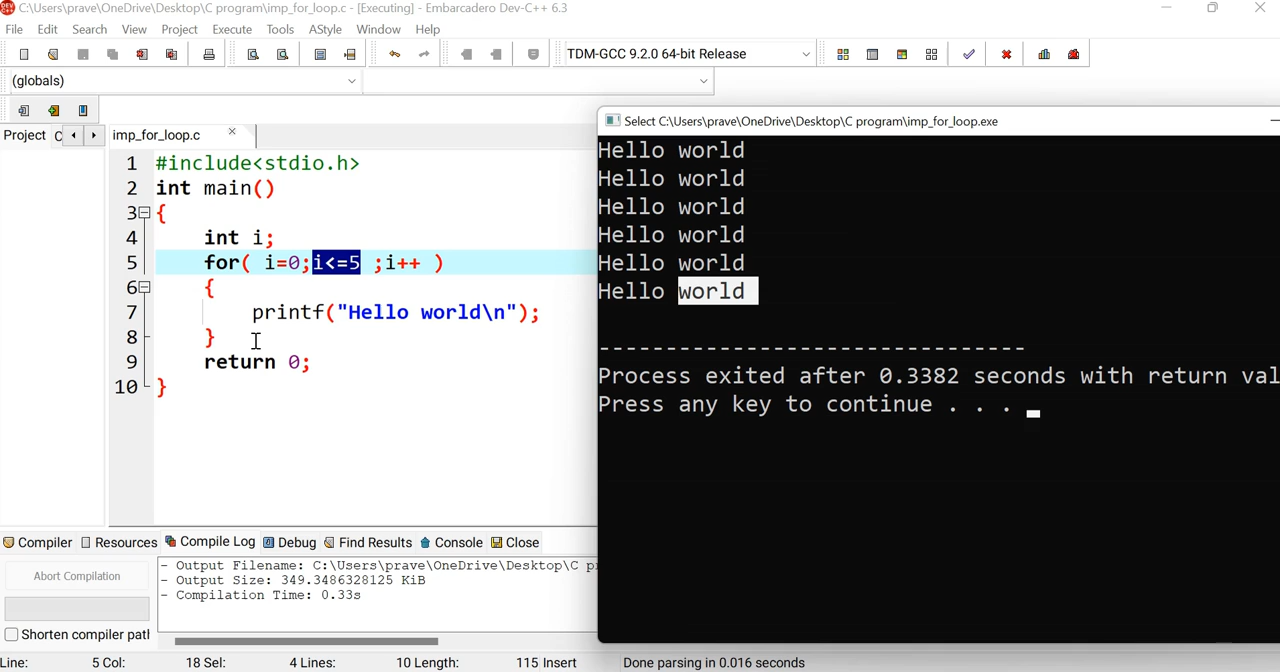 C:\Users\prave\OneDrive\Desktop\C program\imp_for_loop.c - [Executing] - Embarcadero Dev-C++ 6.3
File Edit Search View Project Execute Tools AStyle Window Help
TDM-GCC 9.2.0 64-bit Release
(globals)
Project C
imp_for_loop.c
1 #include<stdio.h>
2 int main()
3 {
4 int i;
5 for( i=0;i<=5 ;i++ )
6 {
7 printf("Hello world\n");
8 }
9 return 0;
10 }
Select C:\Users\prave\OneDrive\Desktop\C program\imp_for_loop.exe
Hello world
Hello world
Hello world
Hello world
Hello world
Hello world
--------------------------------
Process exited after 0.3382 seconds with return val
Press any key to continue . . .
Compiler Resources Compile Log Debug Find Results Console Close
Abort Compilation
Shorten compiler path
- Output Filename: C:\Users\prave\OneDrive\Desktop\C p
- Output Size: 349.3486328125 KiB
- Compilation Time: 0.33s
Line: 5 Col: 18 Sel: 4 Lines: 10 Length: 115 Insert Done parsing in 0.016 seconds